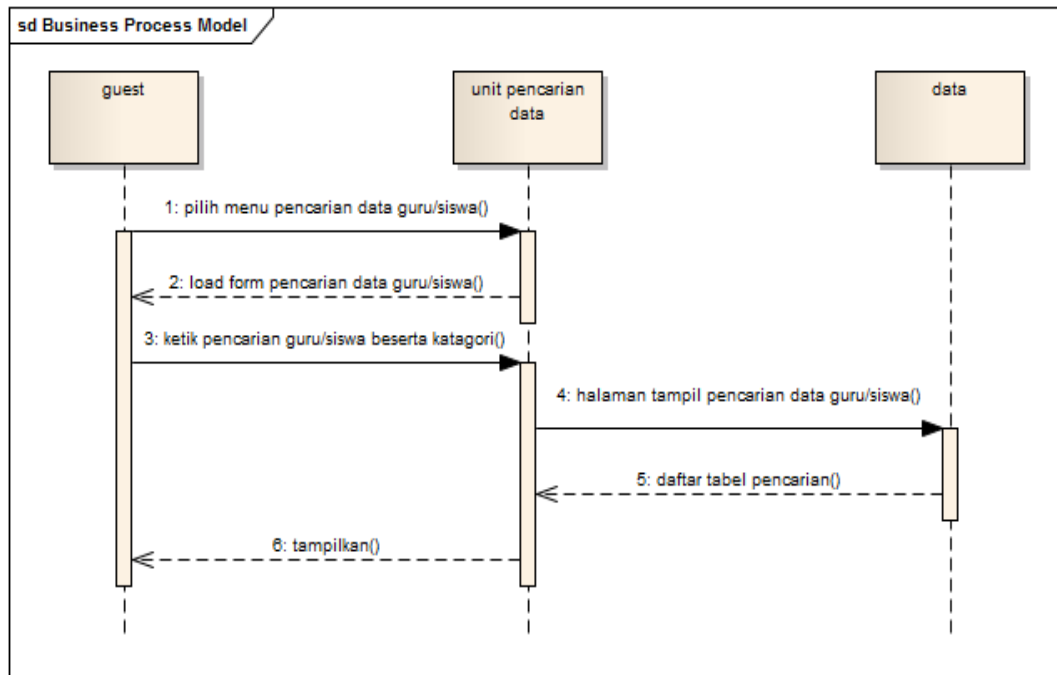 sd Business Process Model
guest
unit pencarian
data
data
1: pilih menu pencarian data guru/siswa()
2: load form pencarian data guru/siswa()
3: ketik pencarian guru/siswa beserta katagori()
4: halaman tampil pencarian data guru/siswa()
5: daftar tabel pencarian()
6: tampilkan()